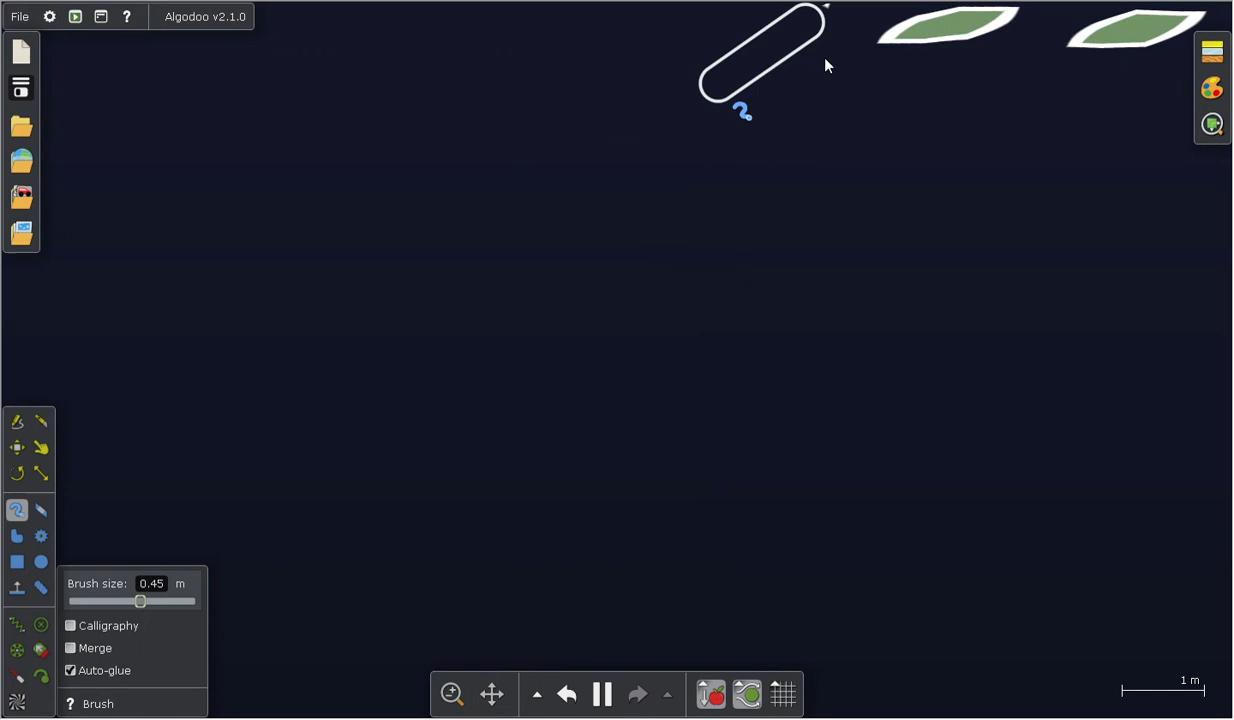 File ? Algodoo v2.1.0
Brush size: 0.45 m
Calligraphy
Merge
Auto-glue
? Brush
1 m